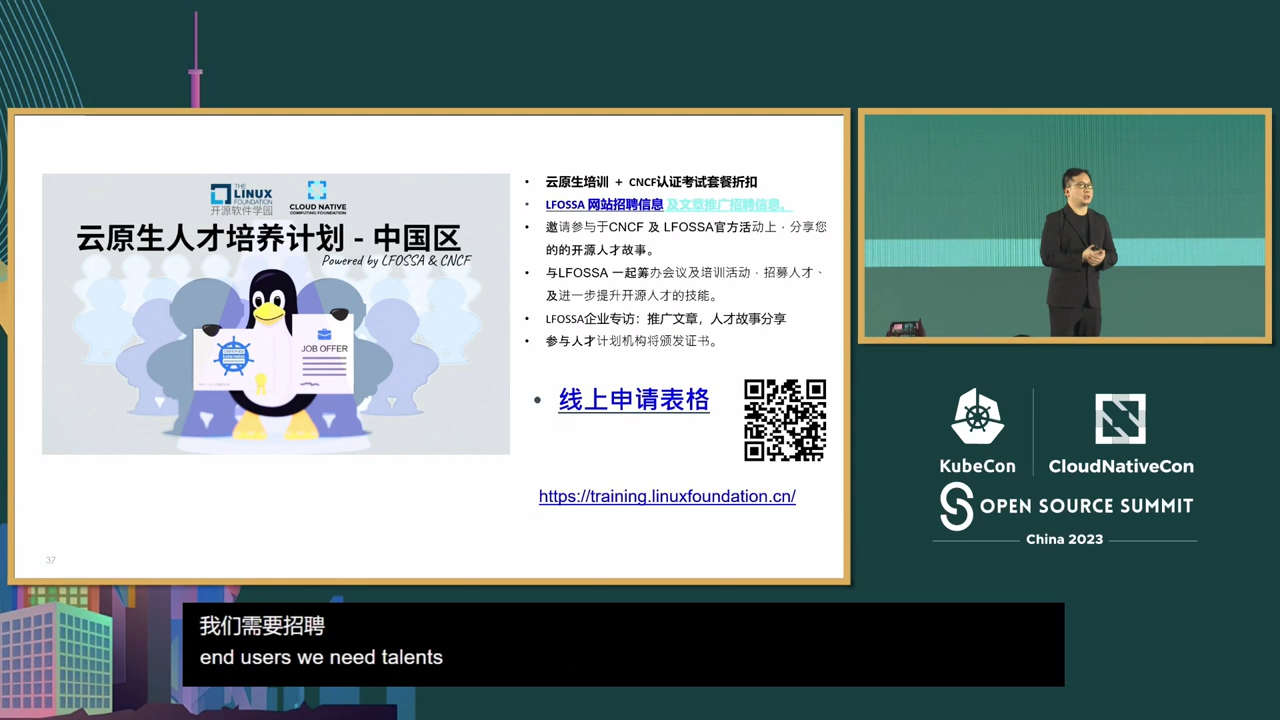 THE
LINUX
FOUNDATION
开源软件学园
CLOUD NATIVE
COMPUTING FOUNDATION
云原生人才培养计划 - 中国区
Powered by LFOSSA & CNCF
JOB OFFER
• 云原生培训 + CNCF认证考试套餐折扣
• LFOSSA 网站招聘信息 及文章推广招聘信息。
• 邀请参与于CNCF 及 LFOSSA官方活动上，分享您
的的开源人才故事。
• 与LFOSSA 一起筹办会议及培训活动，招募人才、
及进一步提升开源人才的技能。
• LFOSSA企业专访：推广文章，人才故事分享
• 参与人才计划机构将颁发证书。
• 线上申请表格
https://training.linuxfoundation.cn/
37
KubeCon
CloudNativeCon
OPEN SOURCE SUMMIT
China 2023
我们需要招聘
end users we need talents